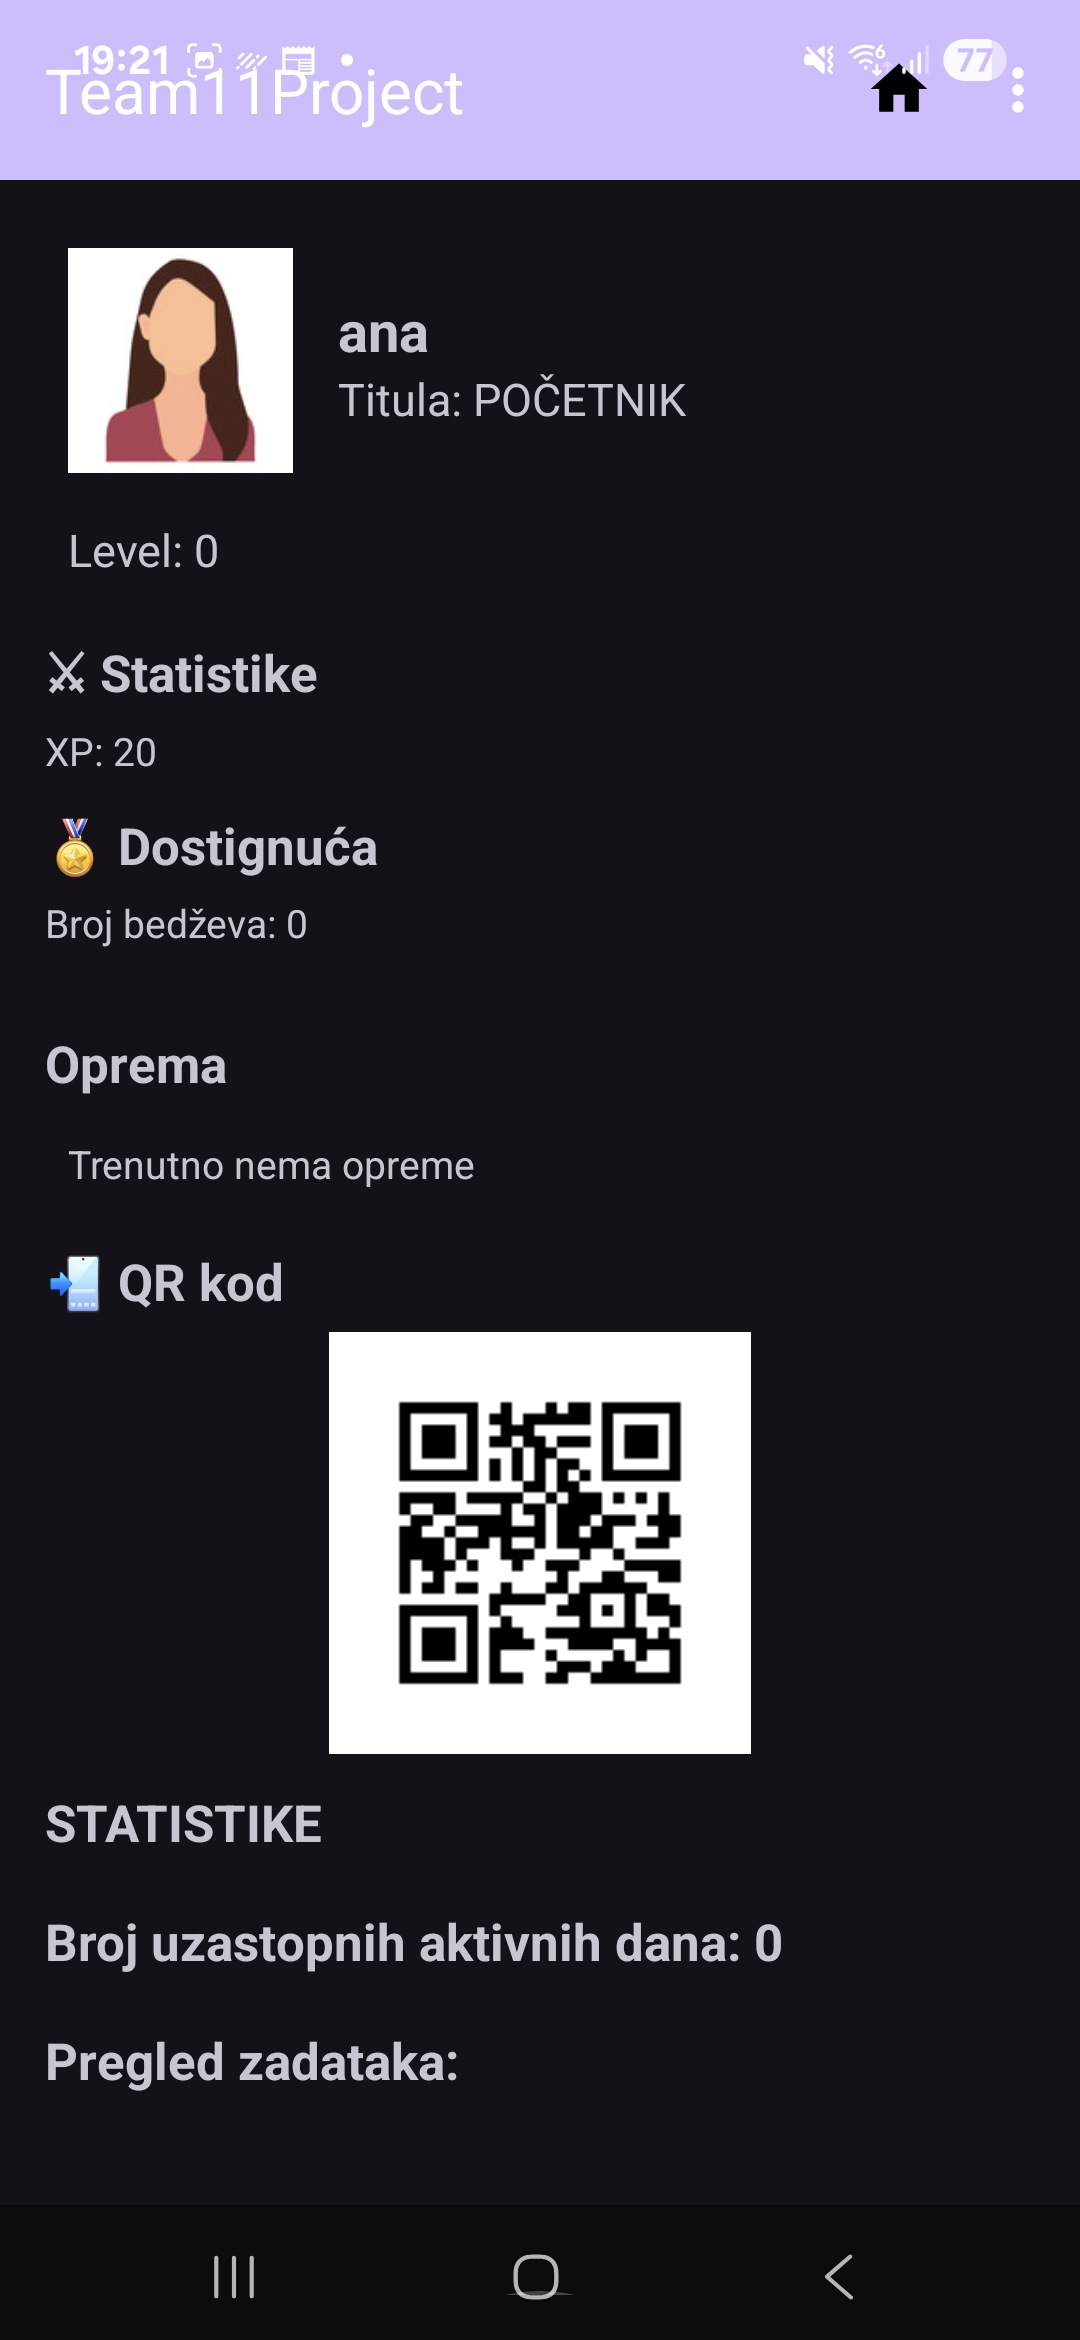 19:21
77
Team11Project
ana
Titula: POČETNIK
Level: 0
⚔ Statistike
XP: 20
🏅 Dostignuća
Broj bedževa: 0
Oprema
Trenutno nema opreme
📲 QR kod
STATISTIKE
Broj uzastopnih aktivnih dana: 0
Pregled zadataka: